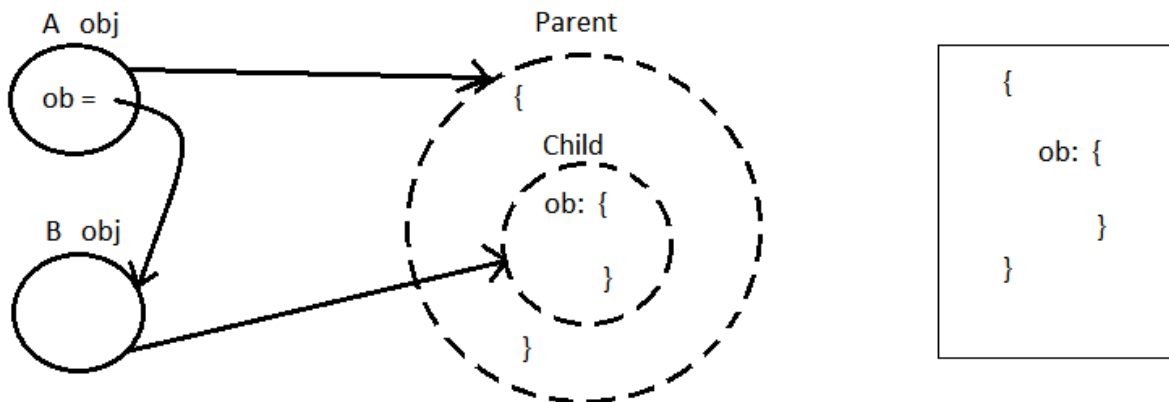 A obj
ob =
B obj
Parent
{
Child
ob: {
}
}
{
ob: {
}
}